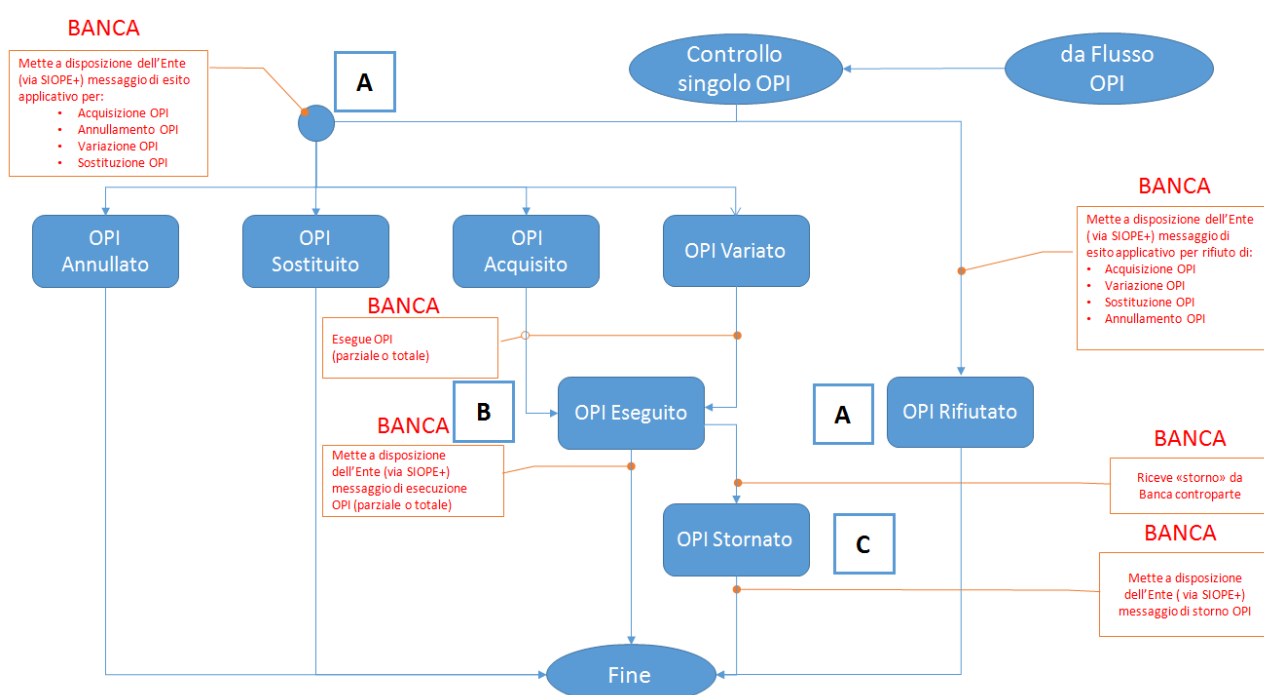 BANCA
Mette a disposizione dell’Ente
(via SIOPE+) messaggio di esito
applicativo per:
• Acquisizione OPI
• Annullamento OPI
• Variazione OPI
• Sostituzione OPI
A
Controllo
singolo OPI
da Flusso
OPI
BANCA
Mette a disposizione dell’Ente
( via SIOPE+) messaggio di
esito applicativo per rifiuto di:
• Acquisizione OPI
• Variazione OPI
• Sostituzione OPI
• Annullamento OPI
OPI
Annullato
OPI
Sostituito
OPI
Acquisito
OPI Variato
BANCA
Esegue OPI
(parziale o totale)
B
OPI Eseguito
A
OPI Rifiutato
BANCA
Mette a disposizione
dell’Ente (via SIOPE+)
messaggio di esecuzione
OPI (parziale o totale)
BANCA
Riceve «storno» da
Banca controparte
OPI Stornato
C
BANCA
Mette a disposizione
dell’Ente ( via SIOPE+)
messaggio di storno OPI
Fine